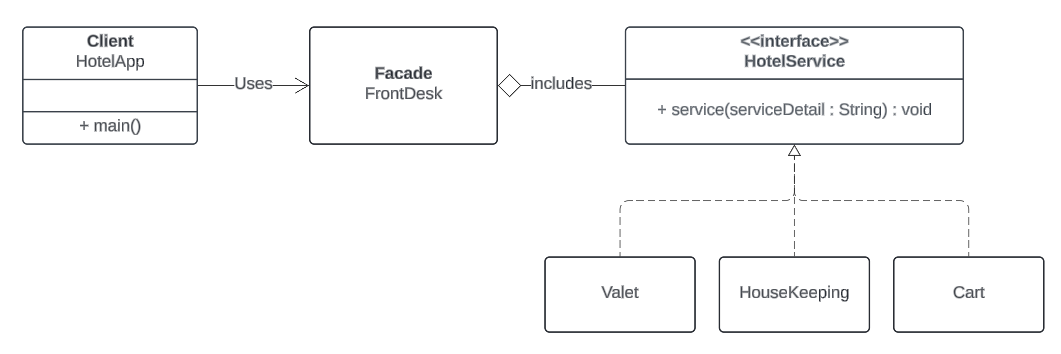 Client
HotelApp
+ main()
Uses
Facade
FrontDesk
includes
<<interface>>
HotelService
+ service(serviceDetail : String) : void
Valet
HouseKeeping
Cart